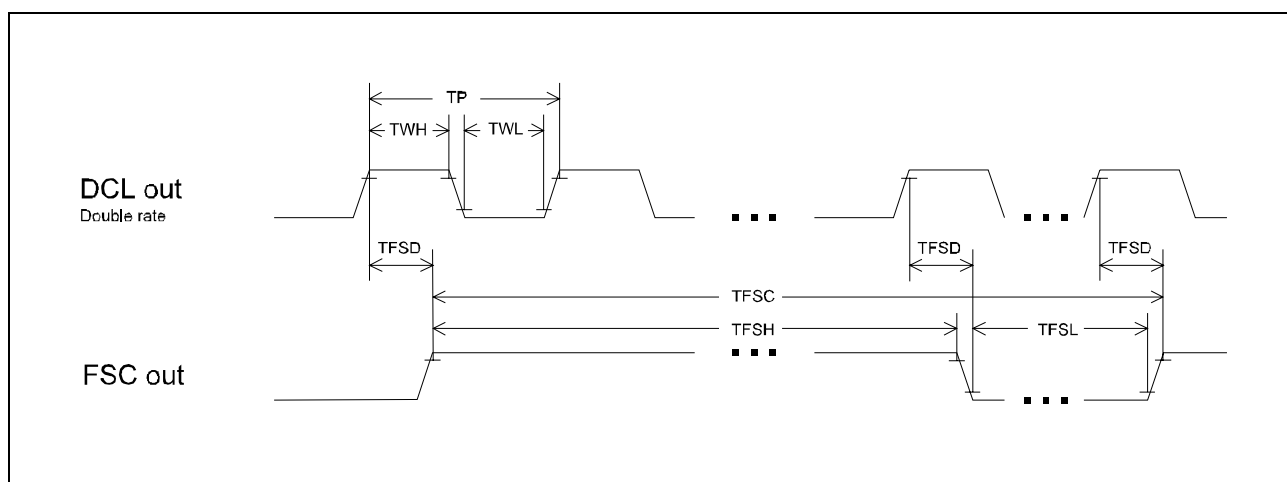 TP
TWH
TWL
DCL out
Double rate
TFSD
TFSD
TFSD
TFSC
TFSH
TFSL
FSC out